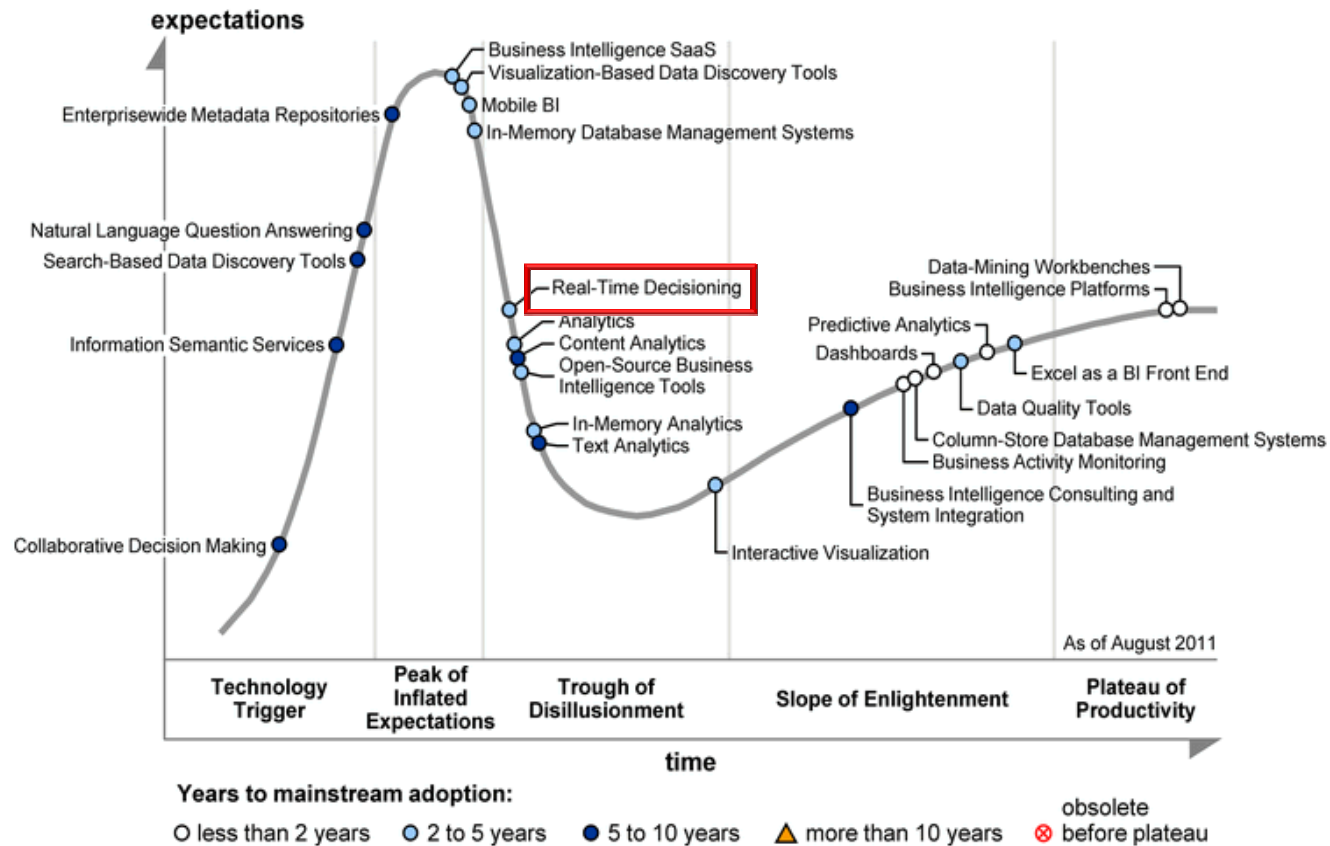 expectations
Business Intelligence SaaS
Visualization-Based Data Discovery Tools
Mobile BI
In-Memory Database Management Systems
Enterprisewide Metadata Repositories
Natural Language Question Answering
Search-Based Data Discovery Tools
Information Semantic Services
Collaborative Decision Making
Real-Time Decisioning
Analytics
Content Analytics
Open-Source Business
Intelligence Tools
In-Memory Analytics
Text Analytics
Interactive Visualization
Data-Mining Workbenches
Business Intelligence Platforms
Predictive Analytics
Dashboards
Excel as a BI Front End
Data Quality Tools
Column-Store Database Management Systems
Business Activity Monitoring
Business Intelligence Consulting and
System Integration
As of August 2011
Technology
Trigger
Peak of
Inflated
Expectations
Trough of
Disillusionment
Slope of Enlightenment
Plateau of
Productivity
time
Years to mainstream adoption:
less than 2 years
2 to 5 years
5 to 10 years
more than 10 years
obsolete
before plateau